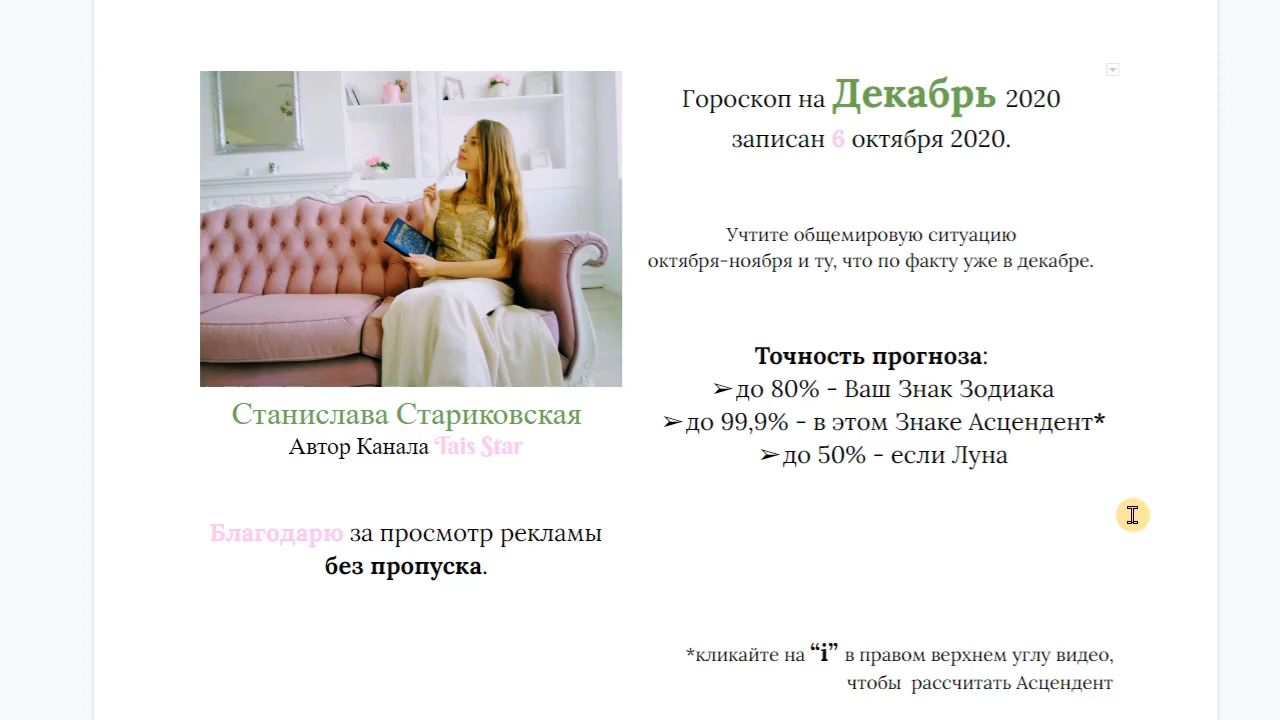 Гороскоп на Декабрь 2020
записан 6 октября 2020.
Учтите общемировую ситуацию
октября-ноября и ту, что по факту уже в декабре.
Точность прогноза:
➢до 80% - Ваш Знак Зодиака
➢до 99,9% - в этом Знаке Асцендент*
➢до 50% - если Луна
Станислава Стариковская
Автор Канала Tais Star
Благодарю за просмотр рекламы
без пропуска.
*кликайте на “i” в правом верхнем углу видео,
чтобы рассчитать Асцендент